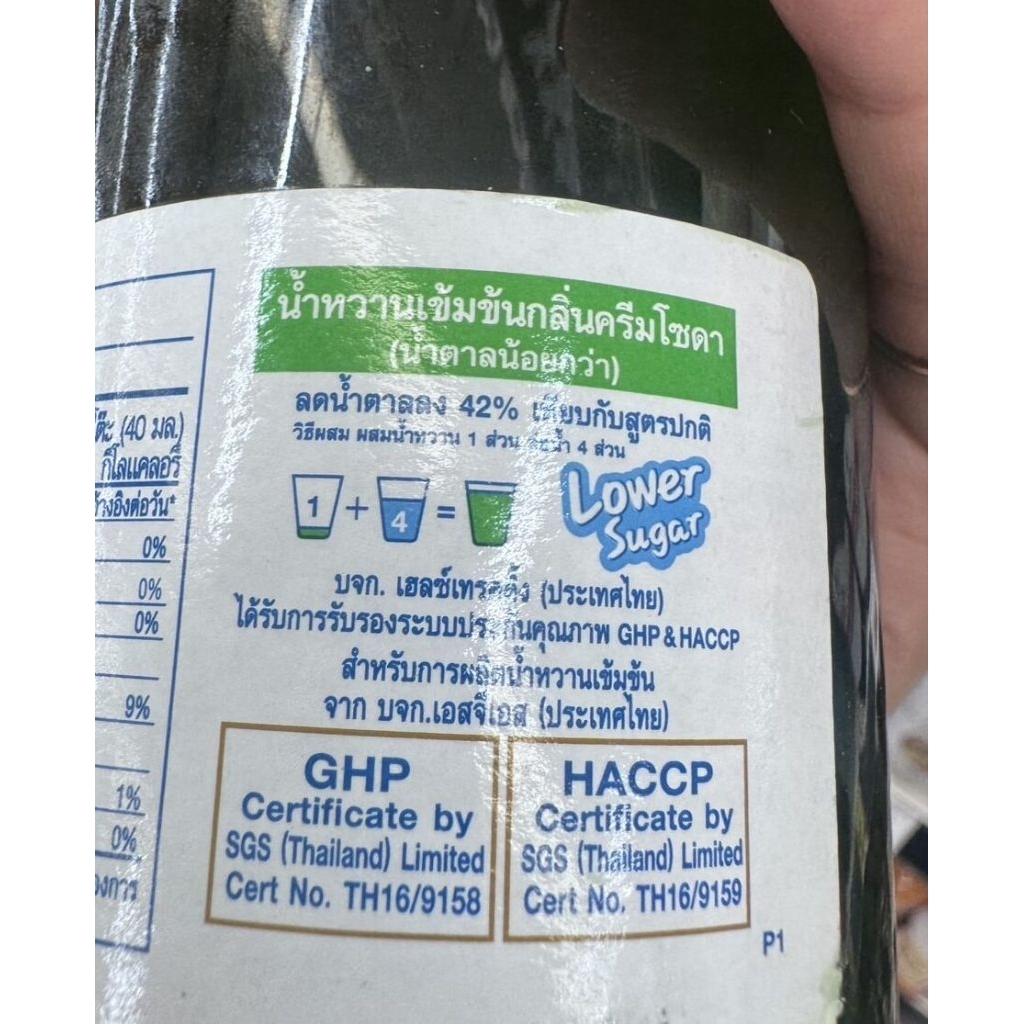 (40 มล.)
กิโลแคลอรี
0%
0%
0%
9%
1%
0%
น้ำหวานเข้มข้นกลิ่นครีมโซดา
(น้ำตาลน้อยกว่า)
ลดน้ำตาลลง 42% เทียบกับสูตรปกติ
วิธีผสม ผสมน้ำหวาน 1 ส่วน ต่อน้ำ 4 ส่วน
1 + 4 =
Lower
Sugar
บจก. เฮลซ์เทรดดิ้ง (ประเทศไทย)
ได้รับการรับรองระบบประกันคุณภาพ GHP & HACCP
สำหรับการผลิตน้ำหวานเข้มข้น
จาก บจก.เอสจีเอส (ประเทศไทย)
GHP
Certificate by
SGS (Thailand) Limited
Cert No. TH16/9158
HACCP
Certificate by
SGS (Thailand) Limited
Cert No. TH16/9159
P1